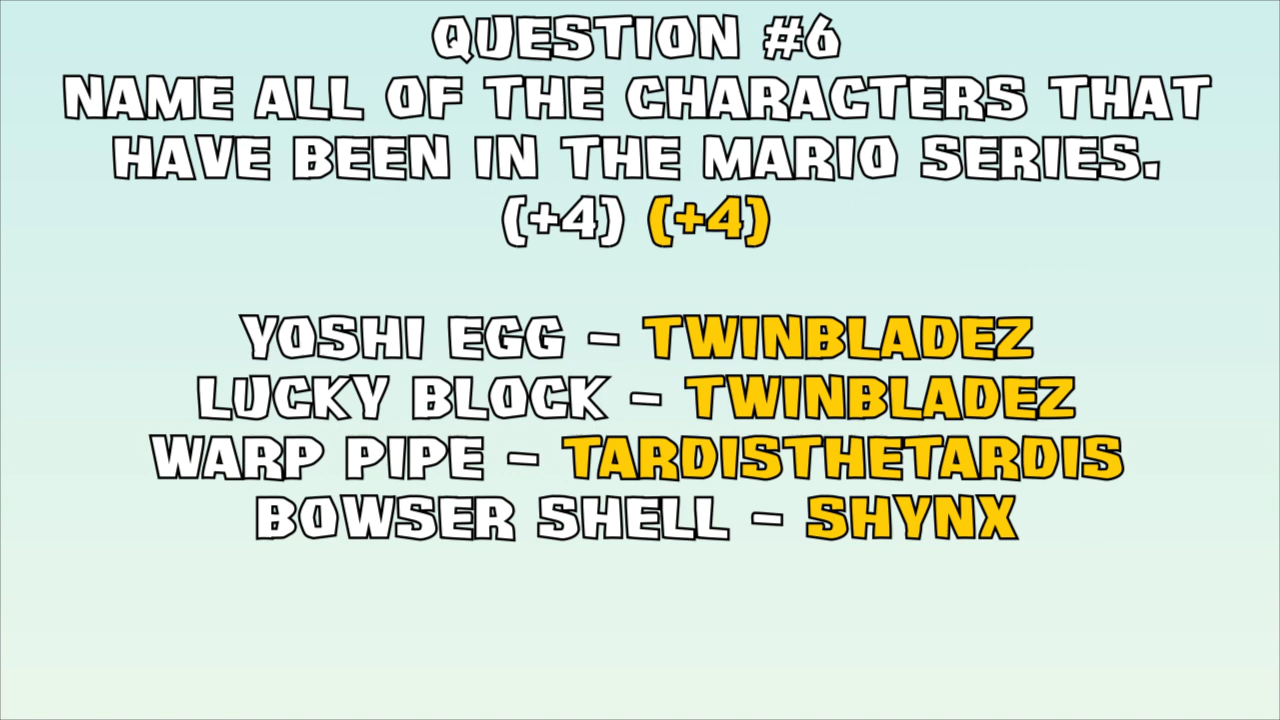 QUESTION #6
NAME ALL OF THE CHARACTERS THAT
HAVE BEEN IN THE MARIO SERIES.
(+4) (+4)
YOSHI EGG - TWINBLADEZ
LUCKY BLOCK - TWINBLADEZ
WARP PIPE - TARDISTHETARDIS
BOWSER SHELL - SHYNX